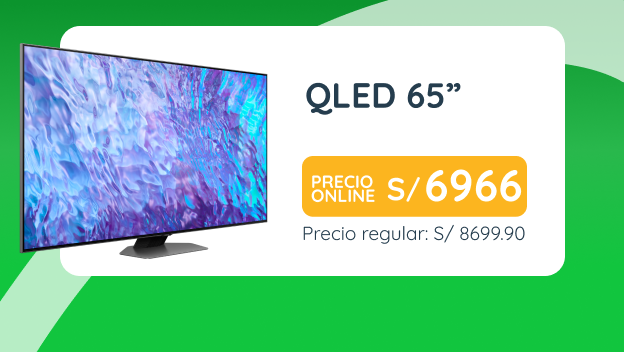 QLED 65”
PRECIO
ONLINE
S/ 6966
Precio regular: S/ 8699.90